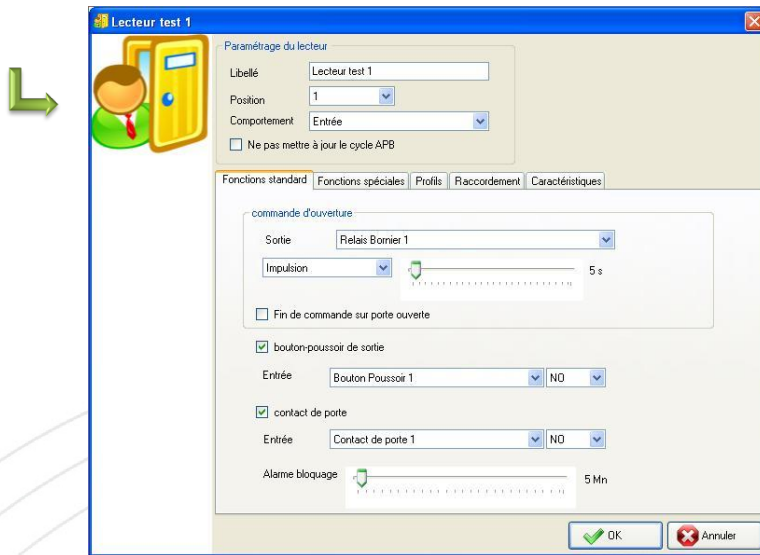 Lecteur test 1
Paramétrage du lecteur
Libellé Lecteur test 1
Position 1
Comportement Entrée
Ne pas mettre à jour le cycle APB
Fonctions standard Fonctions spéciales Profils Raccordement Caractéristiques
commande d'ouverture
Sortie Relais Bornier 1
Impulsion 5 s
Fin de commande sur porte ouverte
bouton-poussoir de sortie
Entrée Bouton Poussoir 1 NO
contact de porte
Entrée Contact de porte 1 NO
Alarme bloquage 5 Mn
OK Annuler